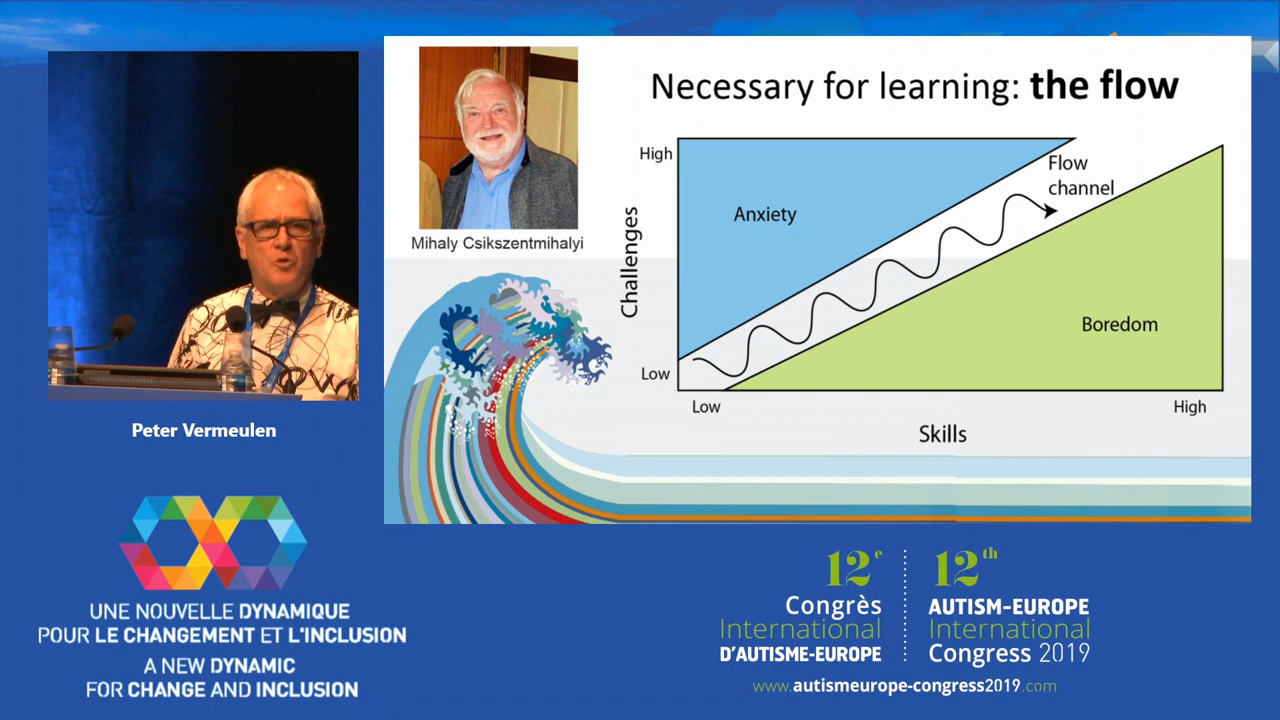 Necessary for learning: the flow
Mihaly Csikszentmihalyi
High
Flow
channel
Anxiety
Challenges
Boredom
Low
Low
High
Skills
Peter Vermeulen
UNE NOUVELLE DYNAMIQUE
POUR LE CHANGEMENT ET L'INCLUSION
A NEW DYNAMIC
FOR CHANGE AND INCLUSION
12e
Congrès
International
D'AUTISME-EUROPE
12th
AUTISM-EUROPE
International
Congress 2019
www.autismeurope-congress2019.com